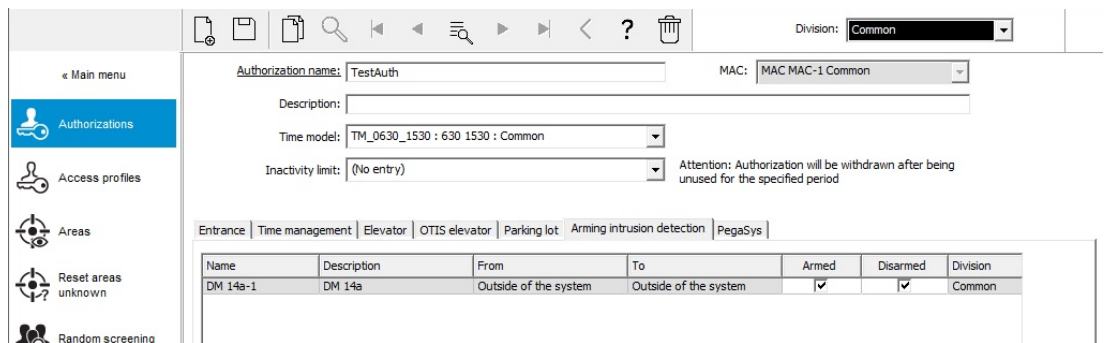 Division: Common
« Main menu
Authorization name: TestAuth MAC: MAC MAC-1 Common
Description:
Authorizations
Time model: TM_0630_1530 : 630 1530 : Common
Access profiles
Inactivity limit: (No entry) Attention: Authorization will be withdrawn after being
unused for the specified period
Areas
Entrance Time management Elevator OTIS elevator Parking lot Arming intrusion detection PegaSys
Name Description From To Armed Disarmed Division
Reset areas
unknown
DM 14a-1 DM 14a Outside of the system Outside of the system Common
Random screening